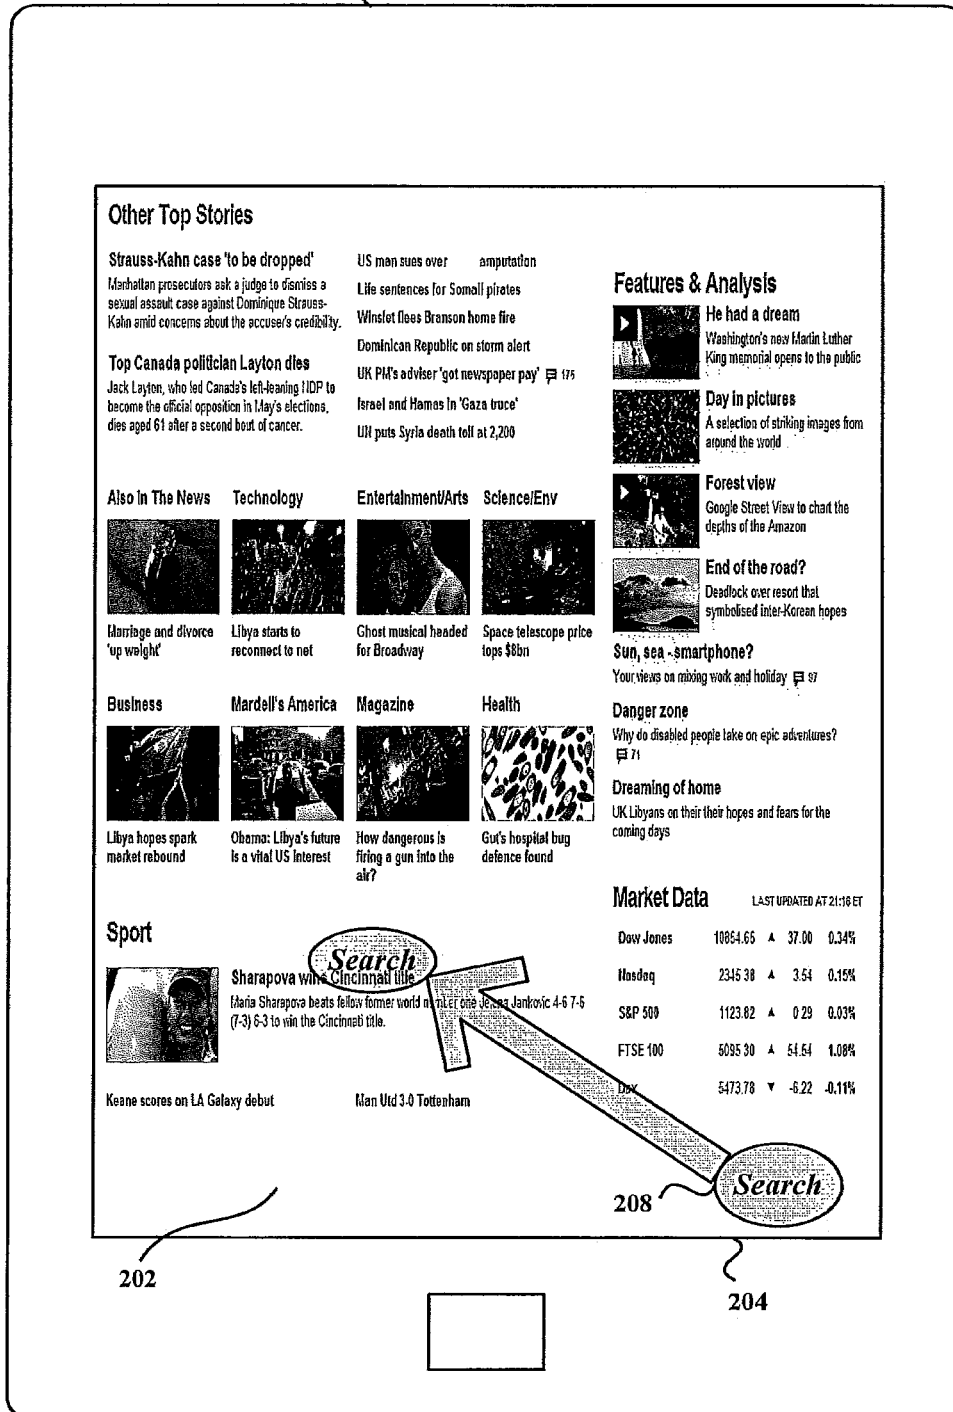 Other Top Stories
Strauss-Kahn case 'to be dropped'
Manhattan prosecutors ask a judge to dismiss a
sexual assault case against Dominique Strauss-
Kahn amid concerns about the accuser's credibility.
Top Canada politician Layton dies
Jack Layton, who led Canada's left-leaning NDP to
become the official opposition in May's elections,
dies aged 61 after a second bout of cancer.
US man sues over amputation
Life sentences for Somali pirates
Winslet flees Branson home fire
Dominican Republic on storm alert
UK PM's adviser 'got newspaper pay' 175
Israel and Hamas in 'Gaza truce'
UN puts Syria death toll at 2,200
Features & Analysis
He had a dream
Washington's new Martin Luther
King memorial opens to the public
Day in pictures
A selection of striking images from
around the world
Forest view
Google Street View to chart the
depths of the Amazon
End of the road?
Deadlock over resort that
symbolised inter-Korean hopes
Sun, sea - smartphone?
Your views on mixing work and holiday 97
Danger zone
Why do disabled people take on epic adventures?
71
Dreaming of home
UK Libyans on their their hopes and fears for the
coming days
Also in The News
Marriage and divorce
'up weight'
Technology
Libya starts to
reconnect to net
Entertainment/Arts
Ghost musical headed
for Broadway
Science/Env
Space telescope price
tops $8bn
Business
Libya hopes spark
market rebound
Mardell's America
Obama: Libya's future
is a vital US interest
Magazine
How dangerous is
firing a gun into the
air?
Health
Gut's hospital bug
defence found
Market Data LAST UPDATED AT 21:16 ET
Dow Jones 10854.65 ▲ 37.00 0.34%
Nasdaq 2345.38 ▲ 3.54 0.15%
S&P 500 1123.82 ▲ 0.29 0.03%
FTSE 100 5095.30 ▲ 54.54 1.08%
Dax 5473.78 ▼ -6.22 -0.11%
Sport
Search
Sharapova wins Cincinnati title
Maria Sharapova beats fellow former world number one Jelena Jankovic 4-6 7-6
(7-3) 6-3 to win the Cincinnati title.
Keane scores on LA Galaxy debut
Man Utd 3-0 Tottenham
Search
208
202
204